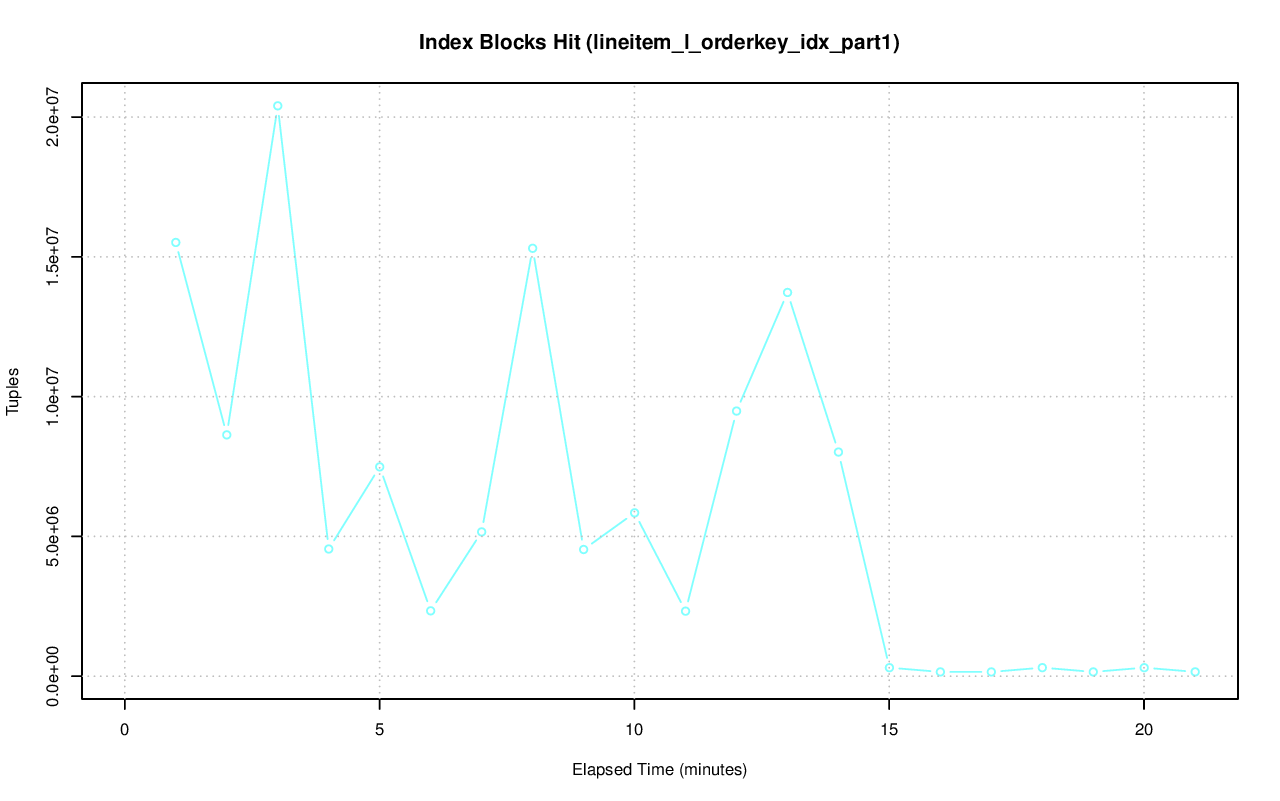 Index Blocks Hit (lineitem_l_orderkey_idx_part1)
2.0e+07
1.5e+07
1.0e+07
5.0e+06
0.0e+00
Tuples
0 5 10 15 20
Elapsed Time (minutes)